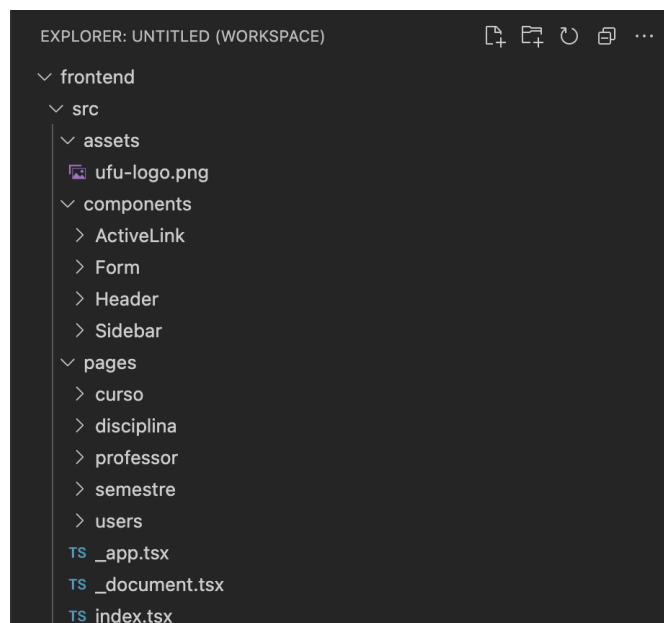 EXPLORER: UNTITLED (WORKSPACE)
frontend
src
assets
ufu-logo.png
components
ActiveLink
Form
Header
Sidebar
pages
curso
disciplina
professor
semestre
users
TS _app.tsx
TS _document.tsx
TS index.tsx